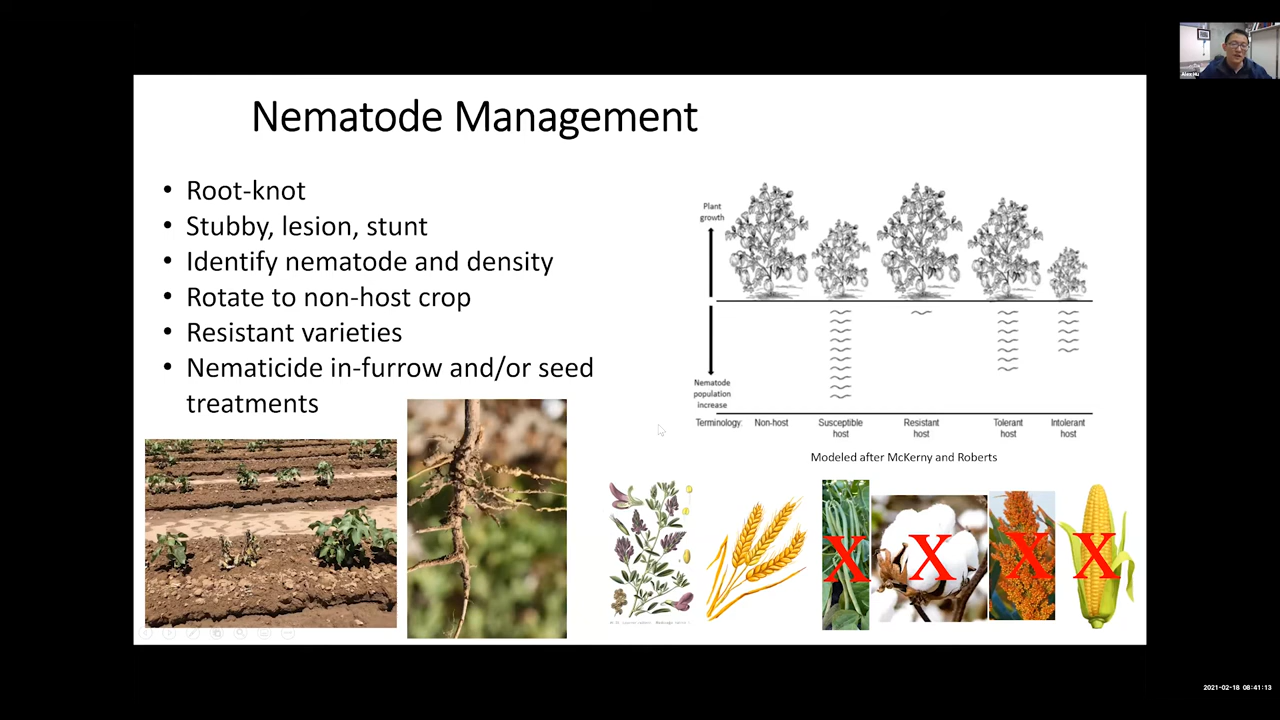 Nematode Management
• Root-knot
• Stubby, lesion, stunt
• Identify nematode and density
• Rotate to non-host crop
• Resistant varieties
• Nematicide in-furrow and/or seed
treatments
Plant
growth
Nematode
population
increase
Terminology: Non-host Susceptible
host Resistant
host Tolerant
host Intolerant
host
Modeled after McKerny and Roberts
X X X X
Alex Hu
2021-02-18 08:41:13